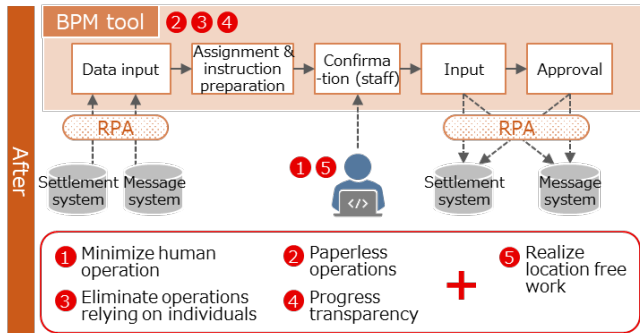 BPM tool
2 3 4
Data input
Assignment &
instruction
preparation
Confirma
-tion (staff)
Input
Approval
RPA
RPA
After
Settlement
system
Message
system
1 5
</>
Settlement
system
Message
system
1 Minimize human
operation
2 Paperless
operations
5 Realize
location free
work
3 Eliminate operations
relying on individuals
4 Progress
transparency
+